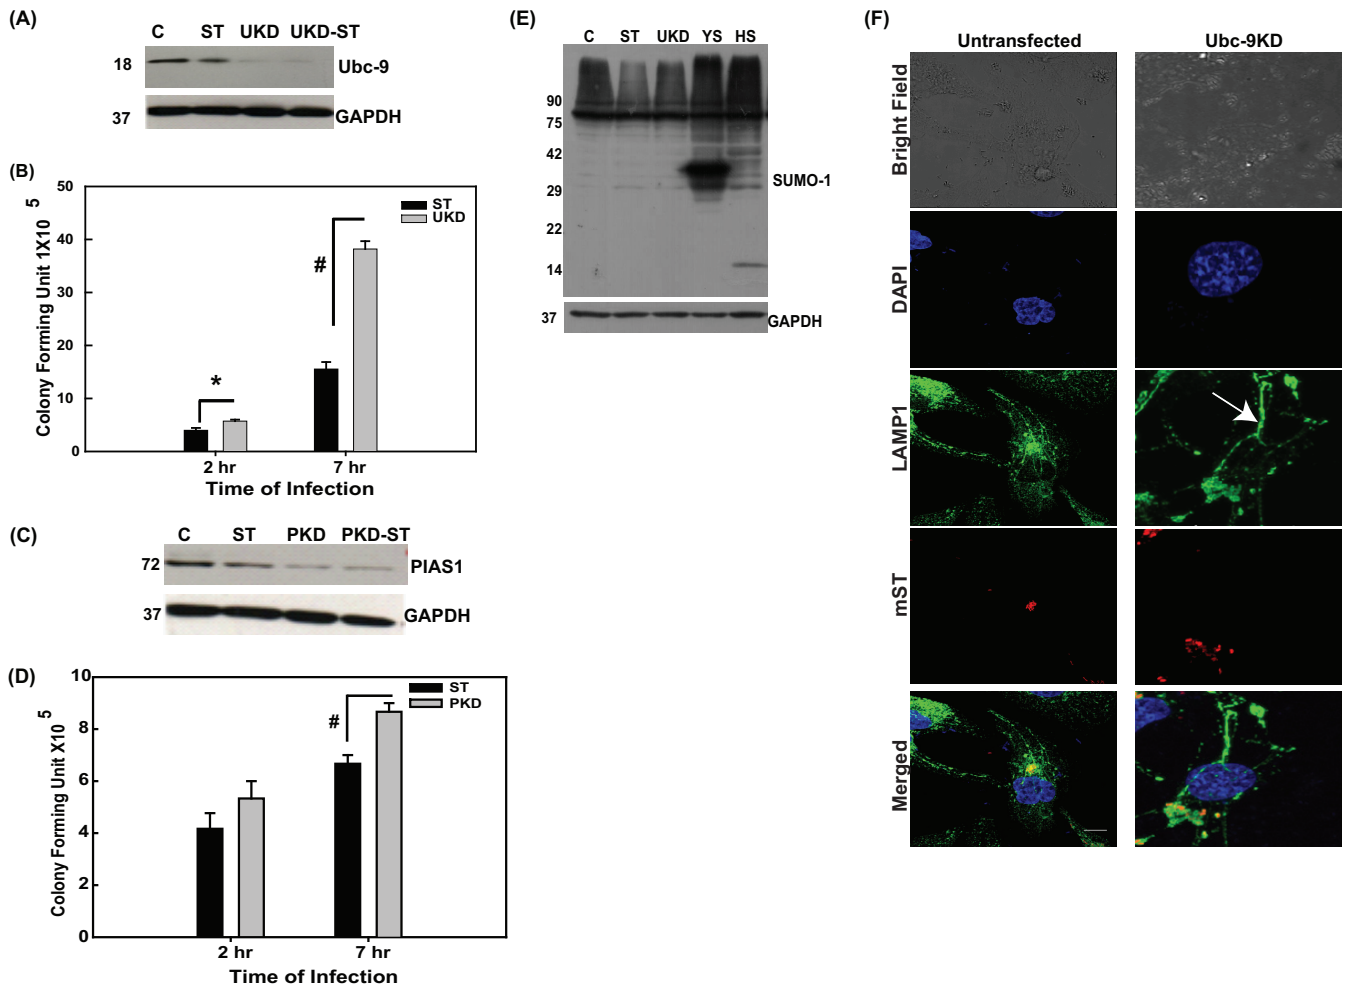 (A)
C ST UKD UKD-ST
18 Ubc-9
37 GAPDH
(B)
Colony Forming Unit 1X10 5
50
40
30
20
10
0
ST
UKD
*
#
2 hr 7 hr
Time of Infection
(C)
C ST PKD PKD-ST
72 PIAS1
37 GAPDH
(D)
Colony Forming Unit X10 5
10
8
6
4
2
0
ST
PKD
#
2 hr 7 hr
Time of Infection
(E)
C ST UKD YS HS
90
75
42
29
22
14
SUMO-1
37 GAPDH
(F)
Untransfected Ubc-9KD
Bright Field
DAPI
LAMP1
mST
Merged